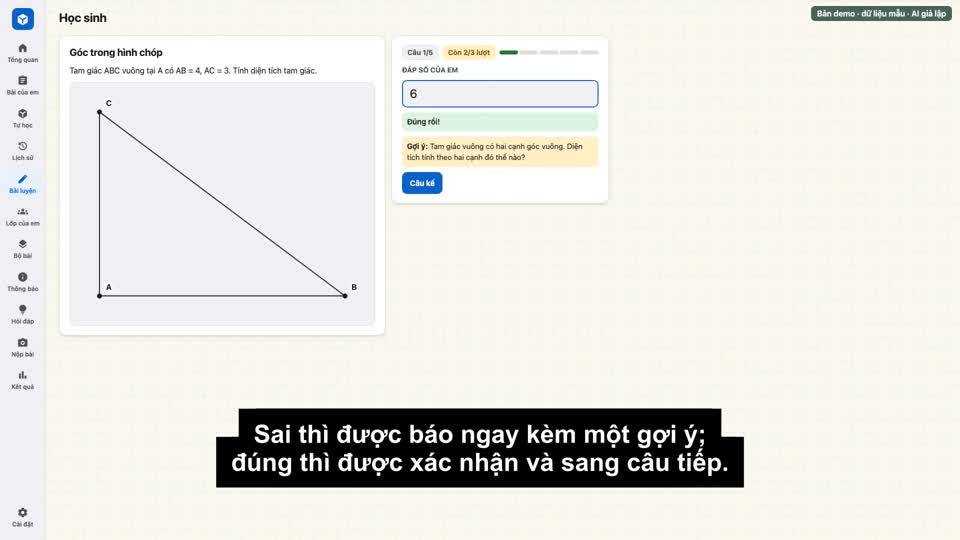 Học sinh
Bản demo · dữ liệu mẫu · AI giả lập
Tổng quan
Bài của em
Tự học
Lịch sử
Bài luyện
Lớp của em
Bộ bài
Thông báo
Hỏi đáp
Nộp bài
Kết quả
Cài đặt
Góc trong hình chóp
Tam giác ABC vuông tại A có AB = 4, AC = 3. Tính diện tích tam giác.
C
A
B
Câu 1/5
Còn 2/3 lượt
ĐÁP SỐ CỦA EM
6
Đúng rồi!
Gợi ý: Tam giác vuông có hai cạnh góc vuông. Diện
tích tính theo hai cạnh đó thế nào?
Câu kế
Sai thì được báo ngay kèm một gợi ý;
đúng thì được xác nhận và sang câu tiếp.